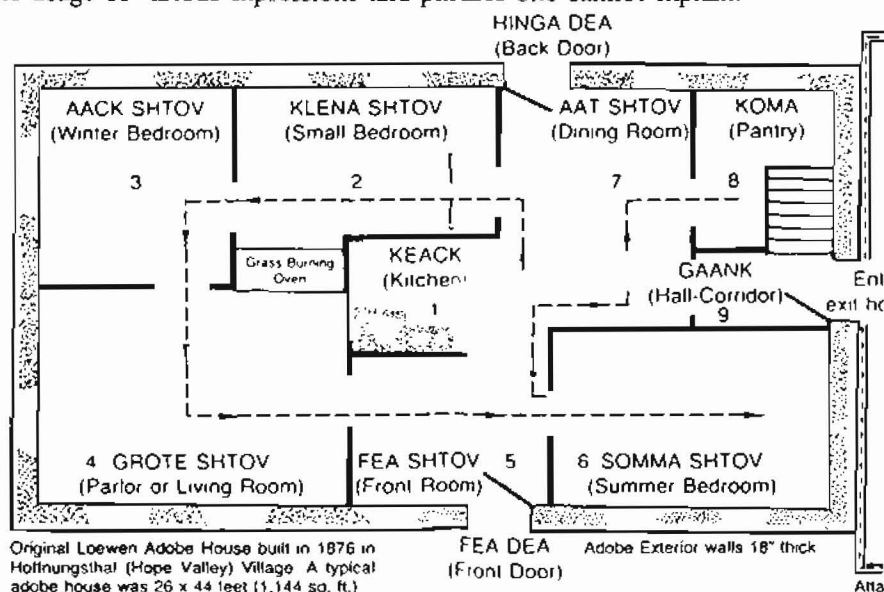 HINGA DEA
(Back Door)
AACK SHTOV
(Winter Bedroom)
3
KLENA SHTOV
(Small Bedroom)
2
AAT SHTOV
(Dining Room)
7
KOMA
(Pantry)
8
Grass Burning
Oven
KEACK
(Kitchen)
1
GAANK
(Hall-Corridor)
9
exit
4 GROTE SHTOV
(Parlor or Living Room)
FEA SHTOV
(Front Room)
5
6 SOMMA SHTOV
(Summer Bedroom)
Original Loewen Adobe House built in 1876 in
Hoffnungsthal (Hope Valley) Village. A typical
adobe house was 26 x 44 feet (1,144 sq. ft.)
FEA DEA
(Front Door)
Adobe Exterior walls 18" thick